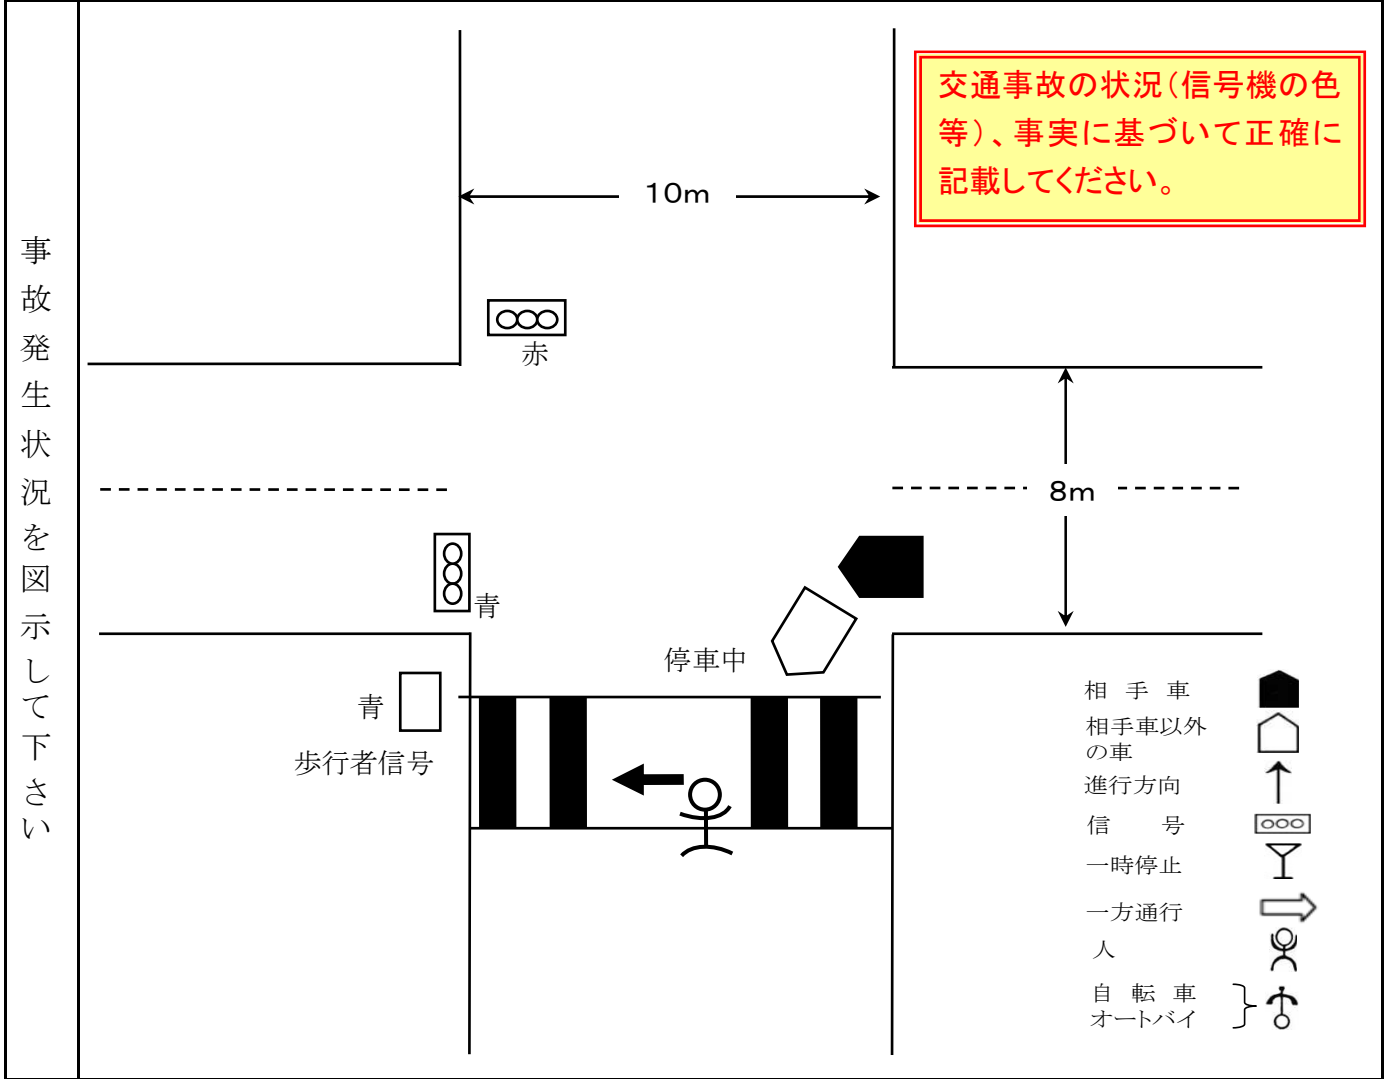 事故発生状況を図示して下さい
交通事故の状況（信号機の色
等）、事実に基づいて正確に
記載してください。
10m
赤
8m
青
停車中
青
歩行者信号
相手車
相手車以外
の車
進行方向
信号
一時停止
一方通行
人
自転車
オートバイ